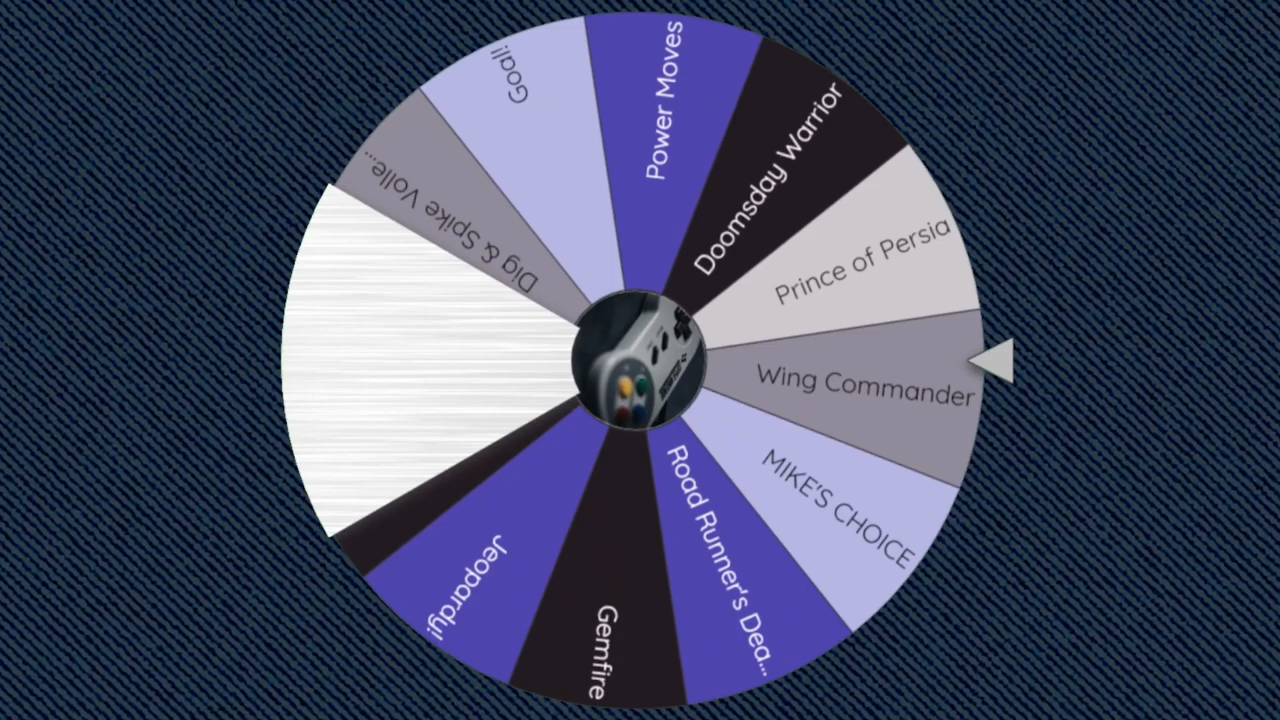 Goal!
Power Moves
Doomsday Warrior
Prince of Persia
Wing Commander
MIKE'S CHOICE
Road Runner's Dea...
Gemfire
Jeopardy!
Dig & Spike Volle...